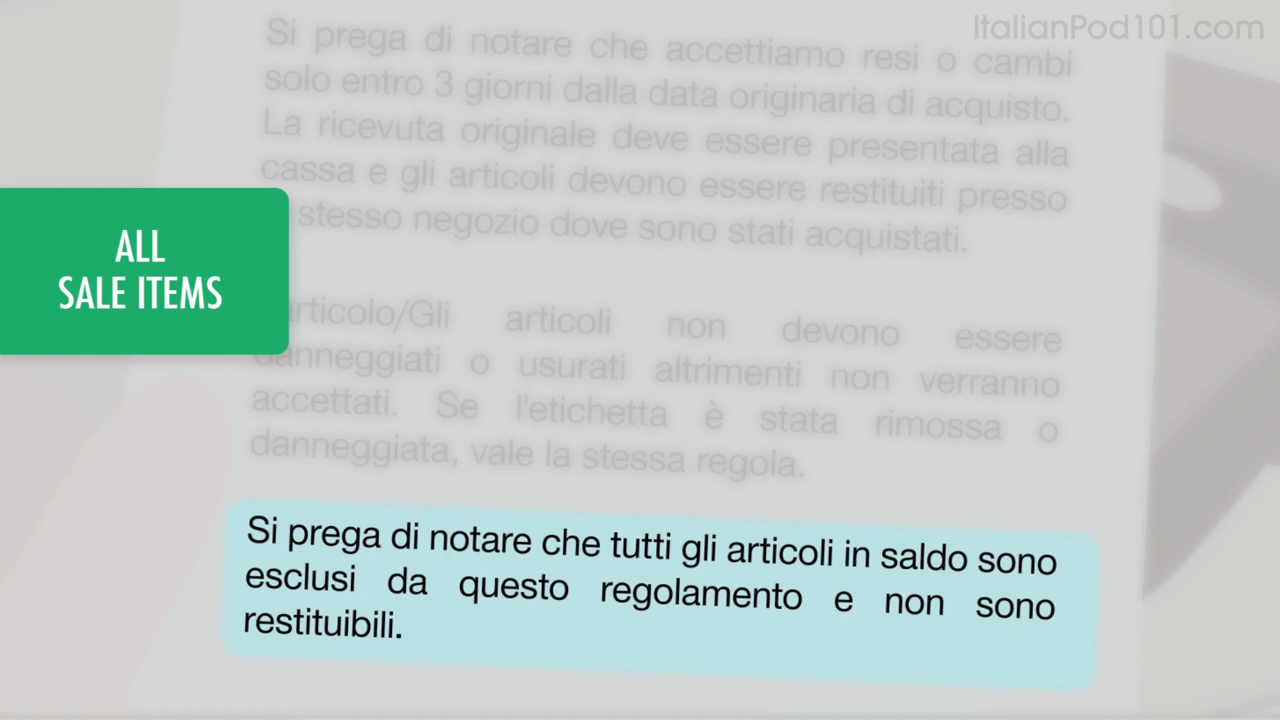 ItalianPod101.com
Si prega di notare che accettiamo resi o cambi
solo entro 3 giorni dalla data originaria di acquisto.
La ricevuta originale deve essere presentata alla
cassa e gli articoli devono essere restituiti presso
stesso negozio dove sono stati acquistati.
ALL
SALE ITEMS
articolo/Gli articoli non devono essere
danneggiati o usurati altrimenti non verranno
accettati. Se l'etichetta è stata rimossa o
danneggiata, vale la stessa regola.
Si prega di notare che tutti gli articoli in saldo sono
esclusi da questo regolamento e non sono
restituibili.